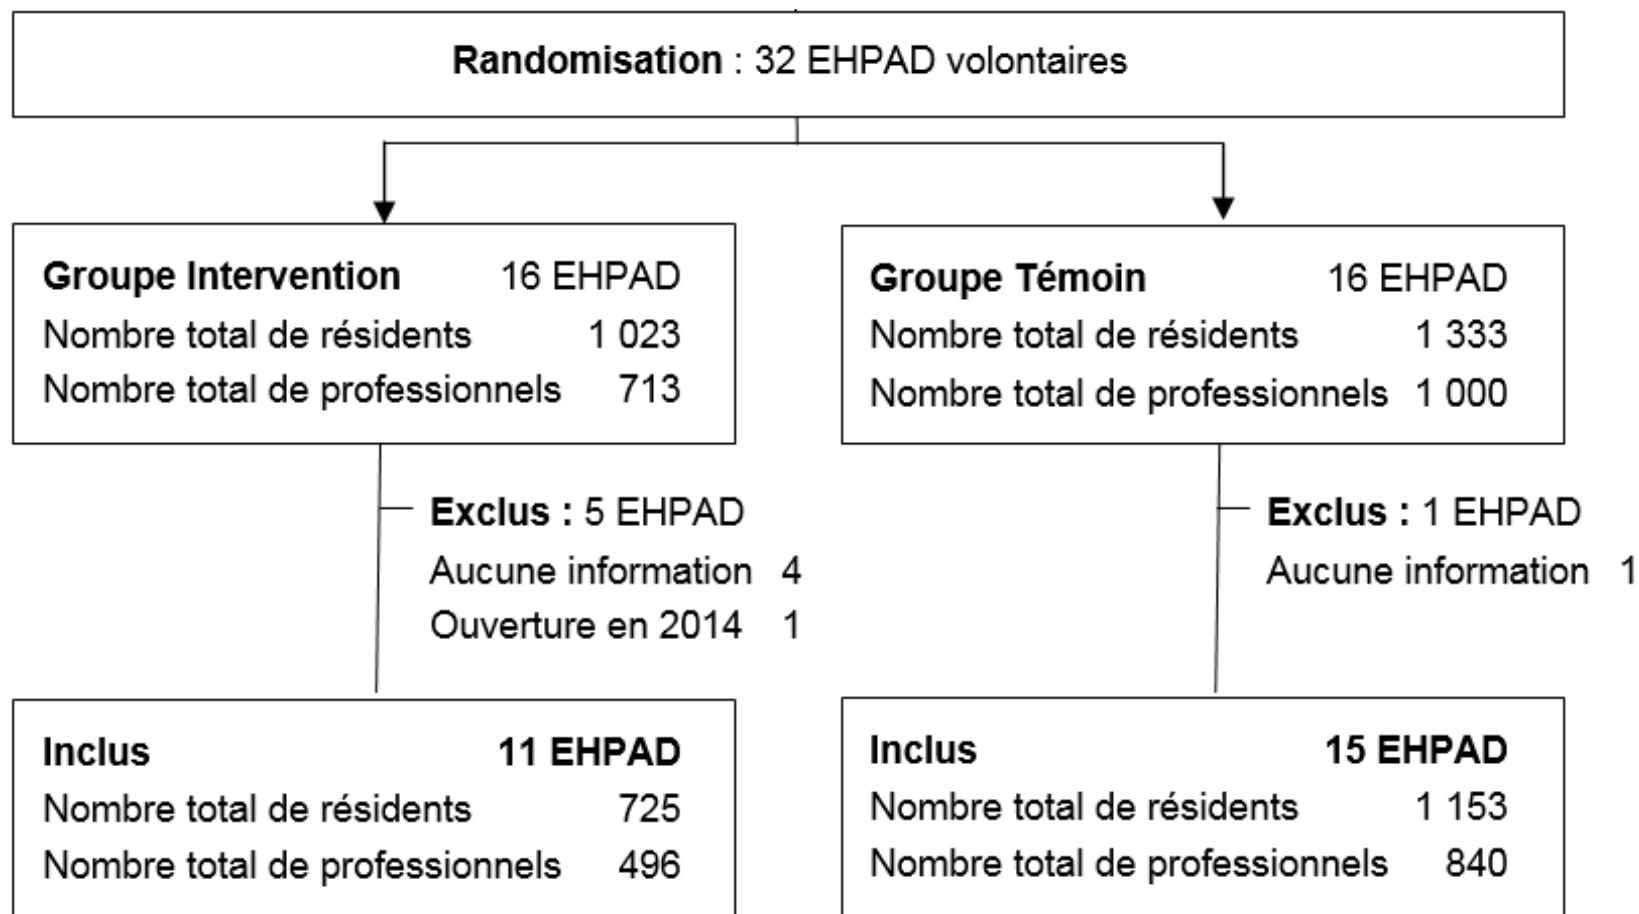 Randomisation : 32 EHPAD volontaires
Groupe Intervention 16 EHPAD
Nombre total de résidents 1 023
Nombre total de professionnels 713
Groupe Témoin 16 EHPAD
Nombre total de résidents 1 333
Nombre total de professionnels 1 000
Exclus : 5 EHPAD
Aucune information 4
Ouverture en 2014 1
Exclus : 1 EHPAD
Aucune information 1
Inclus 11 EHPAD
Nombre total de résidents 725
Nombre total de professionnels 496
Inclus 15 EHPAD
Nombre total de résidents 1 153
Nombre total de professionnels 840